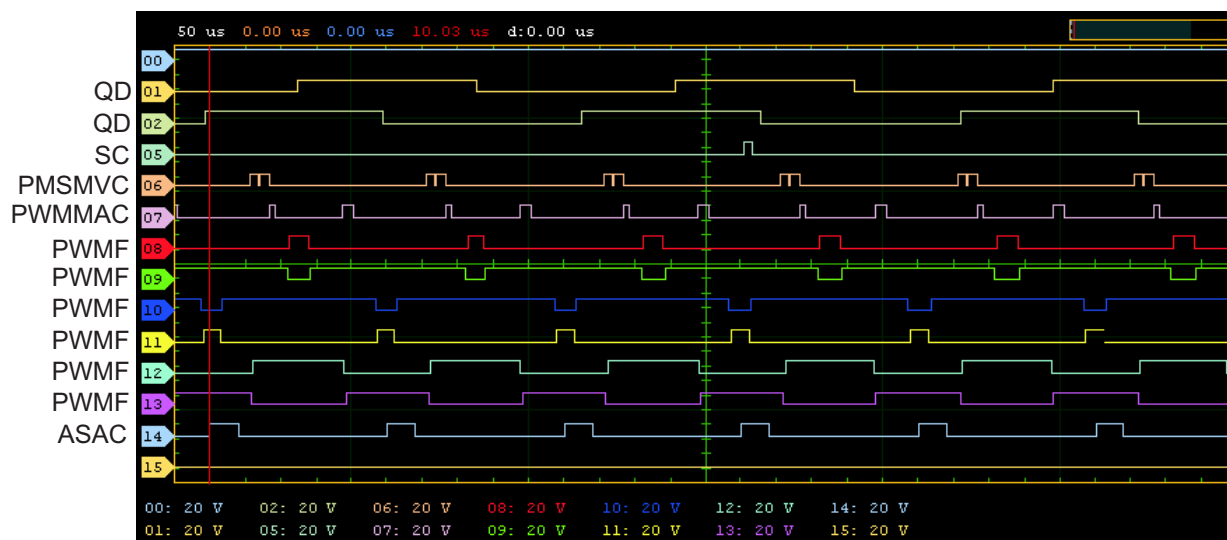 50 us 0.00 us 0.00 us 10.03 us d:0.00 us
00
QD 01
QD 02
SC 05
PMSMVC 06
PWMMAC 07
PWMF 08
PWMF 09
PWMF 10
PWMF 11
PWMF 12
PWMF 13
ASAC 14
15
00: 20 V 02: 20 V 06: 20 V 08: 20 V 10: 20 V 12: 20 V 14: 20 V
01: 20 V 05: 20 V 07: 20 V 09: 20 V 11: 20 V 13: 20 V 15: 20 V